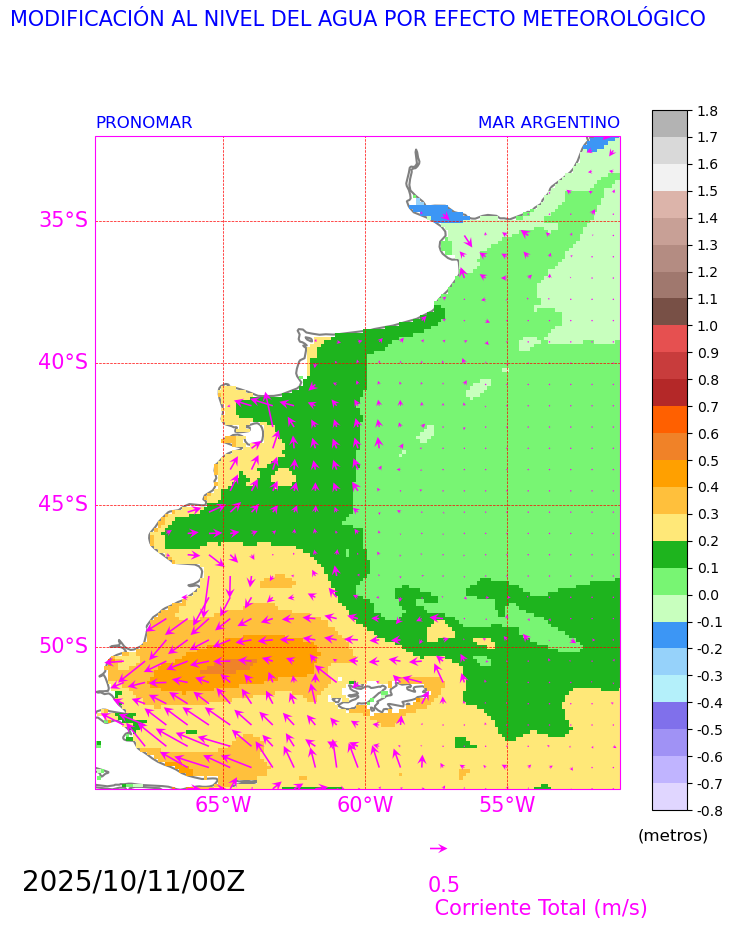 MODIFICACIÓN AL NIVEL DEL AGUA POR EFECTO METEOROLÓGICO
PRONOMAR MAR ARGENTINO
35°S
40°S
45°S
50°S
65°W 60°W 55°W
1.8
1.7
1.6
1.5
1.4
1.3
1.2
1.1
1.0
0.9
0.8
0.7
0.6
0.5
0.4
0.3
0.2
0.1
0.0
-0.1
-0.2
-0.3
-0.4
-0.5
-0.6
-0.7
-0.8
(metros)
2025/10/11/00Z
0.5
Corriente Total (m/s)